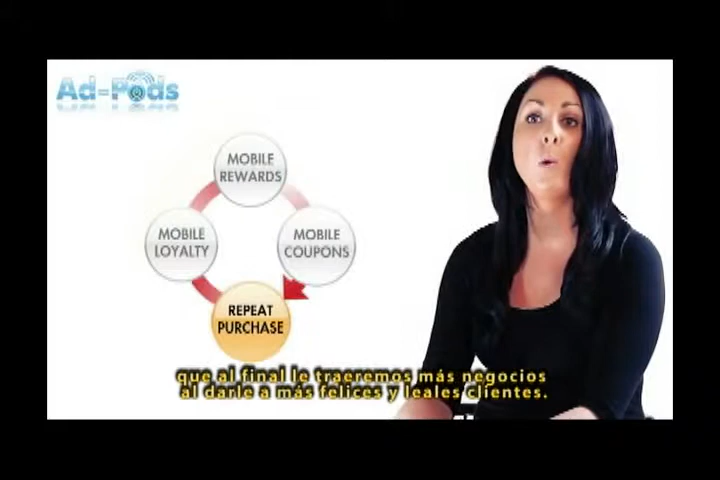 Ad-Pods
MOBILE
REWARDS
MOBILE
LOYALTY
MOBILE
COUPONS
REPEAT
PURCHASE
que al final le traeremos más negocios
al darle a más felices y leales clientes.